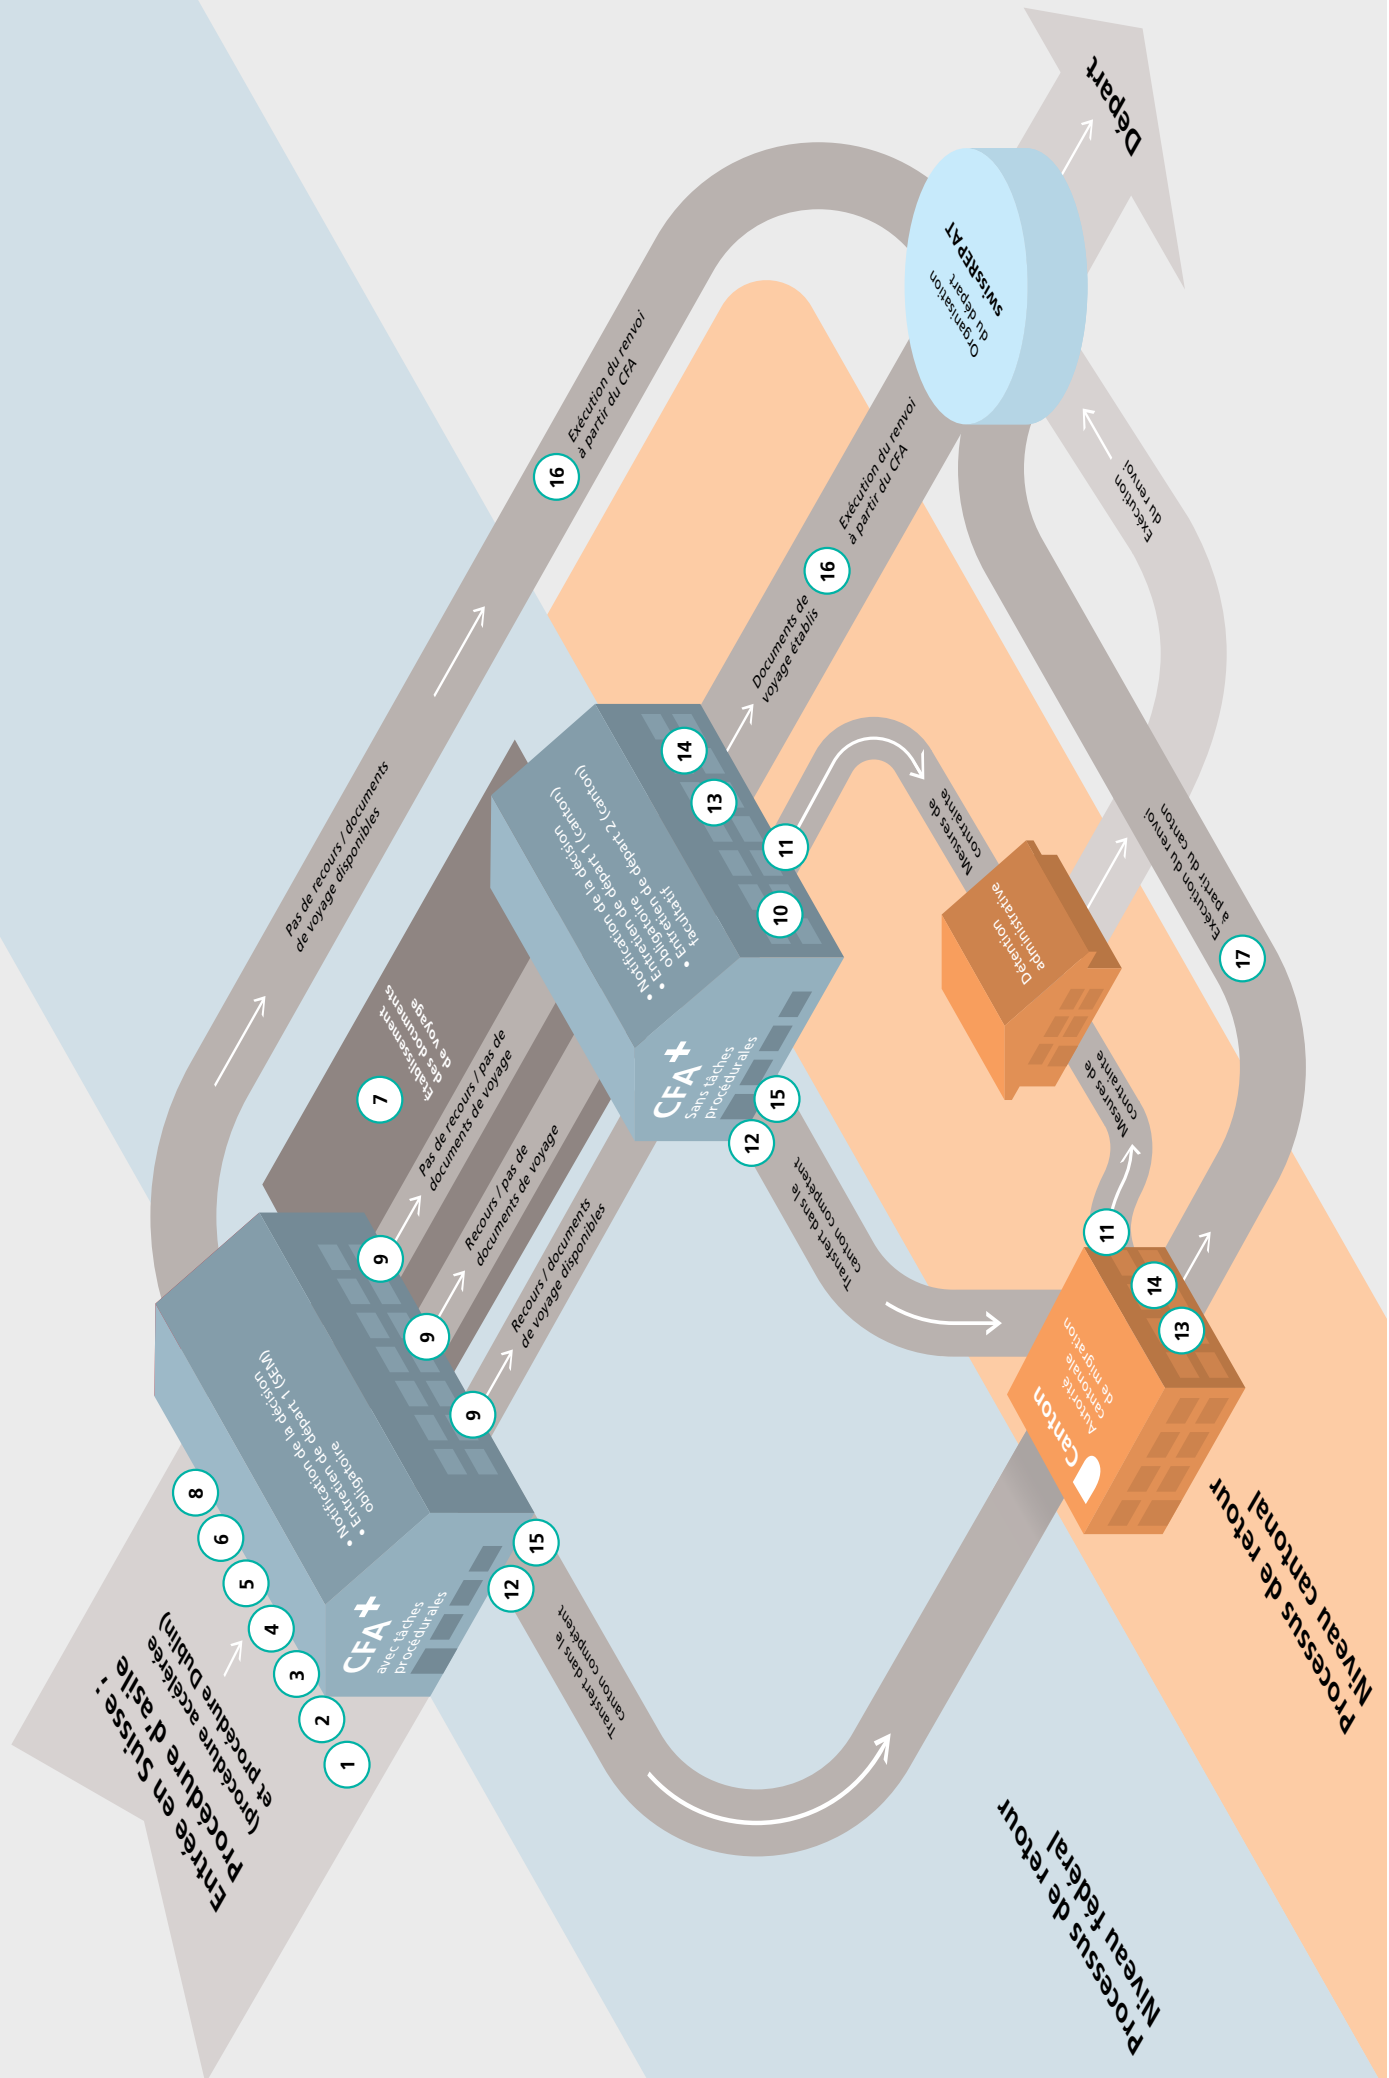 Entrée en Suisse :
Procédure d'asile
(procédure accélérée
et procédure Dublin)
1
2
3
4
5
6
8
CFA+
avec tâches
procédurales
• Notification de la décision
• Entretien de départ 1 (SEM)
obligatoire
12
15
Transfert dans le
canton compétent
9
Pas de recours / pas de
documents de voyage
9
Recours / pas de
documents de voyage
9
Recours / documents
de voyage disponibles
7
Etablissement
des documents
de voyage
Pas de recours / documents
de voyage disponibles
16
Exécution du renvoi
à partir du CFA
CFA+
Sans tâches
procédurales
• Notification de la décision
• Entretien de départ 1 (canton)
obligatoire
• Entretien de départ 2 (canton)
facultatif
14
13
11
10
12
15
Transfert dans le
canton compétent
Documents de
voyage établis
16
Exécution du renvoi
à partir du CFA
Mesures de
contrainte
Détention
administrative
Mesures de
contrainte
Canton
Autorité
cantonale
de migration
11
14
13
17
Exécution du renvoi
à partir du canton
Exécution
du renvoi
Organisation
du départ
swissREPAT
Départ
Processus de retour
Niveau fédéral
Processus de retour
Niveau cantonal